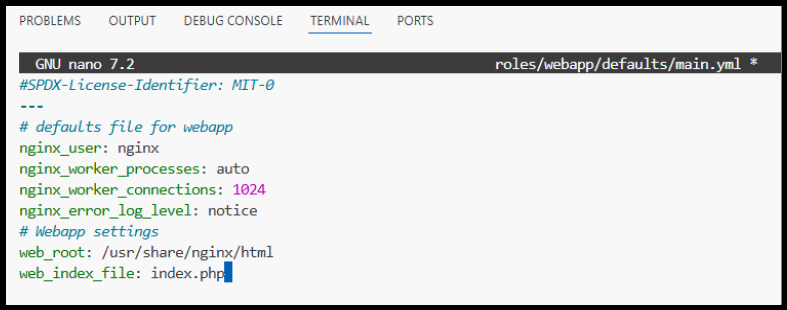 PROBLEMS OUTPUT DEBUG CONSOLE TERMINAL PORTS
GNU nano 7.2 roles/webapp/defaults/main.yml *
#SPDX-License-Identifier: MIT-0
---
# defaults file for webapp
nginx_user: nginx
nginx_worker_processes: auto
nginx_worker_connections: 1024
nginx_error_log_level: notice
# Webapp settings
web_root: /usr/share/nginx/html
web_index_file: index.php